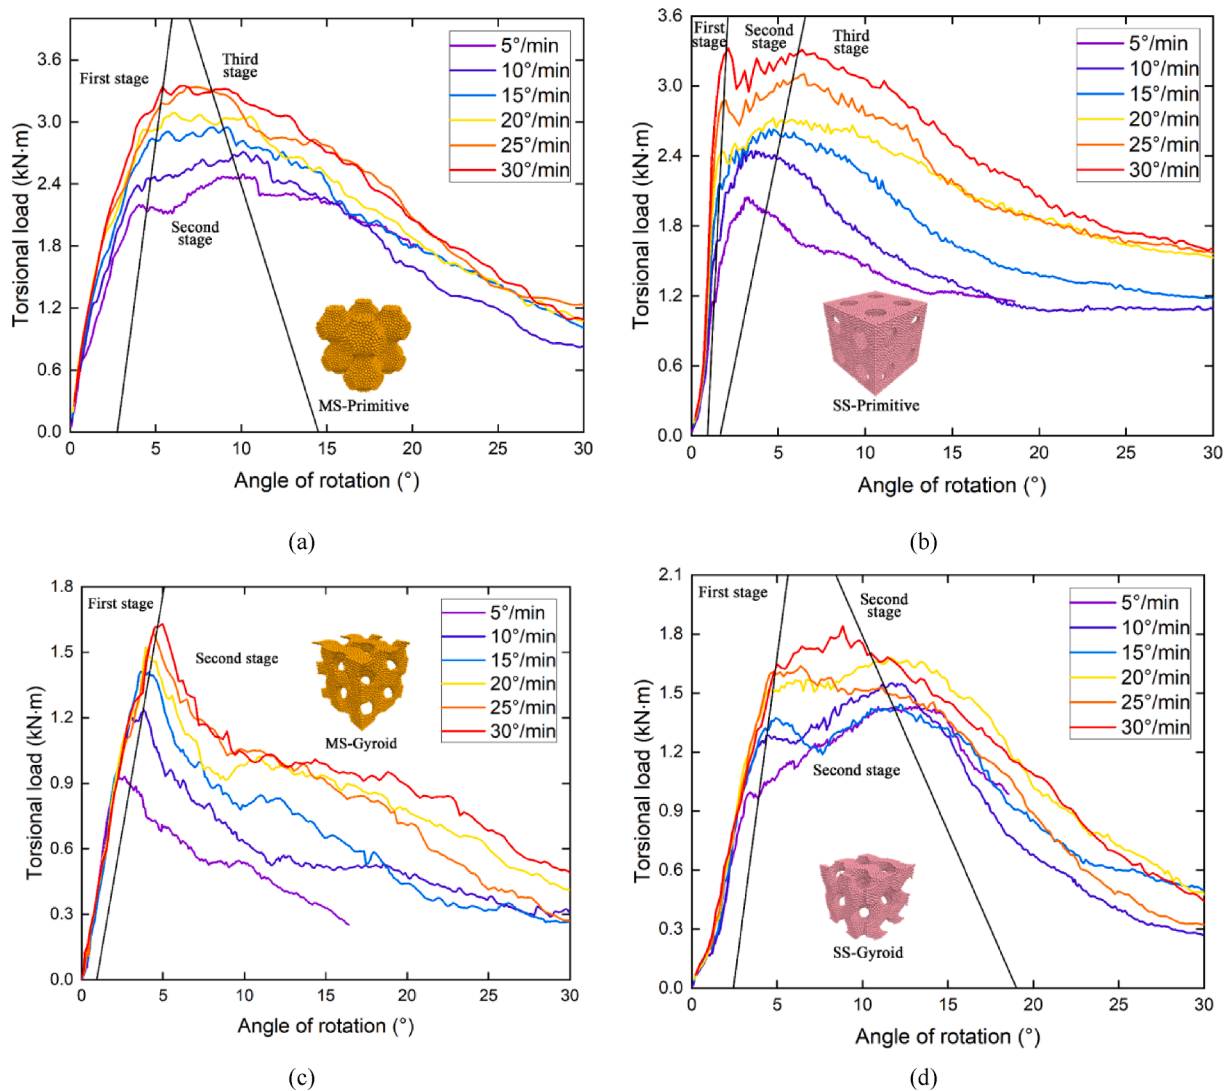 3.6
3.0
2.4
1.8
1.2
0.6
0.0
Torsional load (kN·m)
First stage
Second
stage
Third
stage
5°/min
10°/min
15°/min
20°/min
25°/min
30°/min
MS-Primitive
0 5 10 15 20 25 30
Angle of rotation (°)
(a)
3.6
3.0
2.4
1.8
1.2
0.6
0.0
Torsional load (kN·m)
First
stage
Second
stage
Third
stage
5°/min
10°/min
15°/min
20°/min
25°/min
30°/min
SS-Primitive
0 5 10 15 20 25 30
Angle of rotation (°)
(b)
1.8
1.5
1.2
0.9
0.6
0.3
0.0
Torsional load (kN·m)
First stage
Second stage
5°/min
10°/min
15°/min
20°/min
25°/min
30°/min
MS-Gyroid
0 5 10 15 20 25 30
Angle of rotation (°)
(c)
2.1
1.8
1.5
1.2
0.9
0.6
0.3
0.0
Torsional load (kN·m)
First stage
Second
stage
Second stage
5°/min
10°/min
15°/min
20°/min
25°/min
30°/min
SS-Gyroid
0 5 10 15 20 25 30
Angle of rotation (°)
(d)